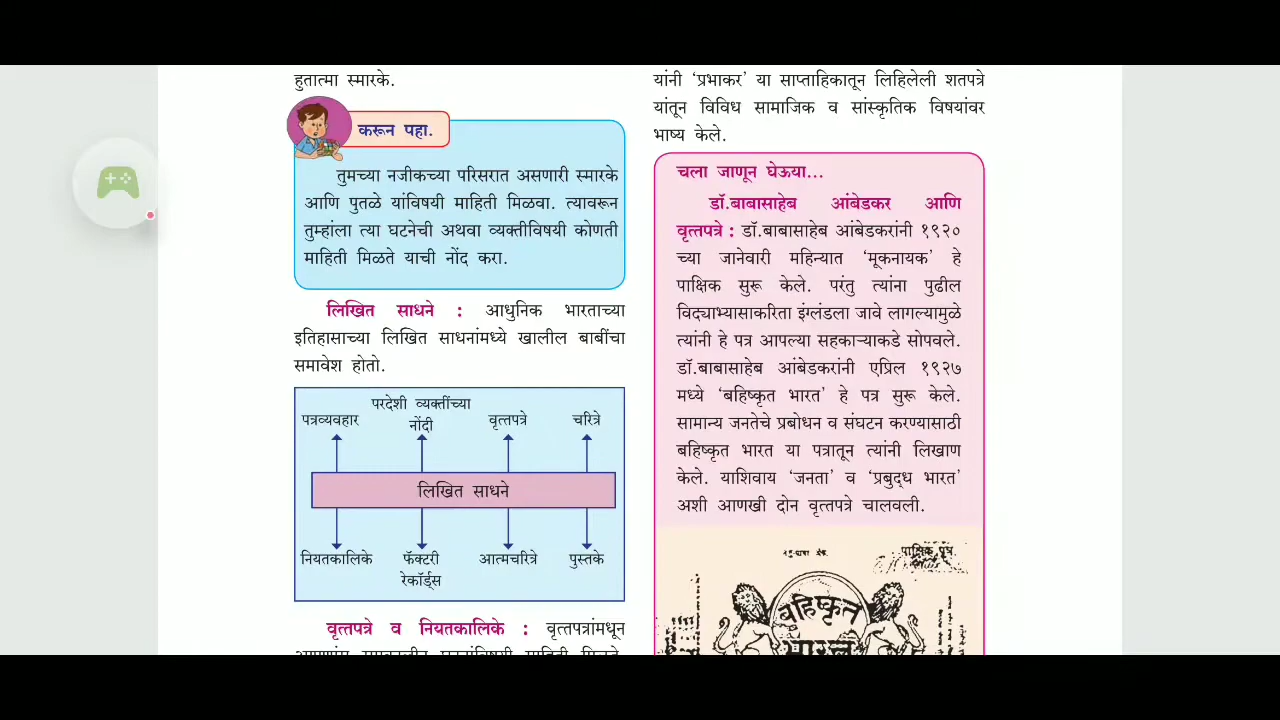 हुतात्मा स्मारके.
करून पहा.
तुमच्या नजीकच्या परिसरात असणारी स्मारके
आणि पुतळे यांविषयी माहिती मिळवा. त्यावरून
तुम्हांला त्या घटनेची अथवा व्यक्तीविषयी कोणती
माहिती मिळते याची नोंद करा.
लिखित साधने : आधुनिक भारताच्या
इतिहासाच्या लिखित साधनांमध्ये खालील बाबींचा
समावेश होतो.
परदेशी व्यक्तींच्या
पत्रव्यवहार नोंदी वृत्तपत्रे चरित्रे
लिखित साधने
नियतकालिके फॅक्टरी आत्मचरित्रे पुस्तके
रेकॉर्ड्स
वृत्तपत्रे व नियतकालिके : वृत्तपत्रांमधून
यांनी ‘प्रभाकर’ या साप्ताहिकातून लिहिलेली शतपत्रे
यांतून विविध सामाजिक व सांस्कृतिक विषयांवर
भाष्य केले.
चला जाणून घेऊया...
डॉ.बाबासाहेब आंबेडकर आणि
वृत्तपत्रे : डॉ.बाबासाहेब आंबेडकरांनी १९२०
च्या जानेवारी महिन्यात ‘मूकनायक’ हे
पाक्षिक सुरू केले. परंतु त्यांना पुढील
विद्याभ्यासाकरिता इंग्लंडला जावे लागल्यामुळे
त्यांनी हे पत्र आपल्या सहकाऱ्याकडे सोपवले.
डॉ.बाबासाहेब आंबेडकरांनी एप्रिल १९२७
मध्ये ‘बहिष्कृत भारत’ हे पत्र सुरू केले.
सामान्य जनतेचे प्रबोधन व संघटन करण्यासाठी
बहिष्कृत भारत या पत्रातून त्यांनी लिखाण
केले. याशिवाय ‘जनता’ व ‘प्रबुद्ध भारत’
अशी आणखी दोन वृत्तपत्रे चालवली.
पाक्षिक पत्र.
बहिष्कृत
भारत